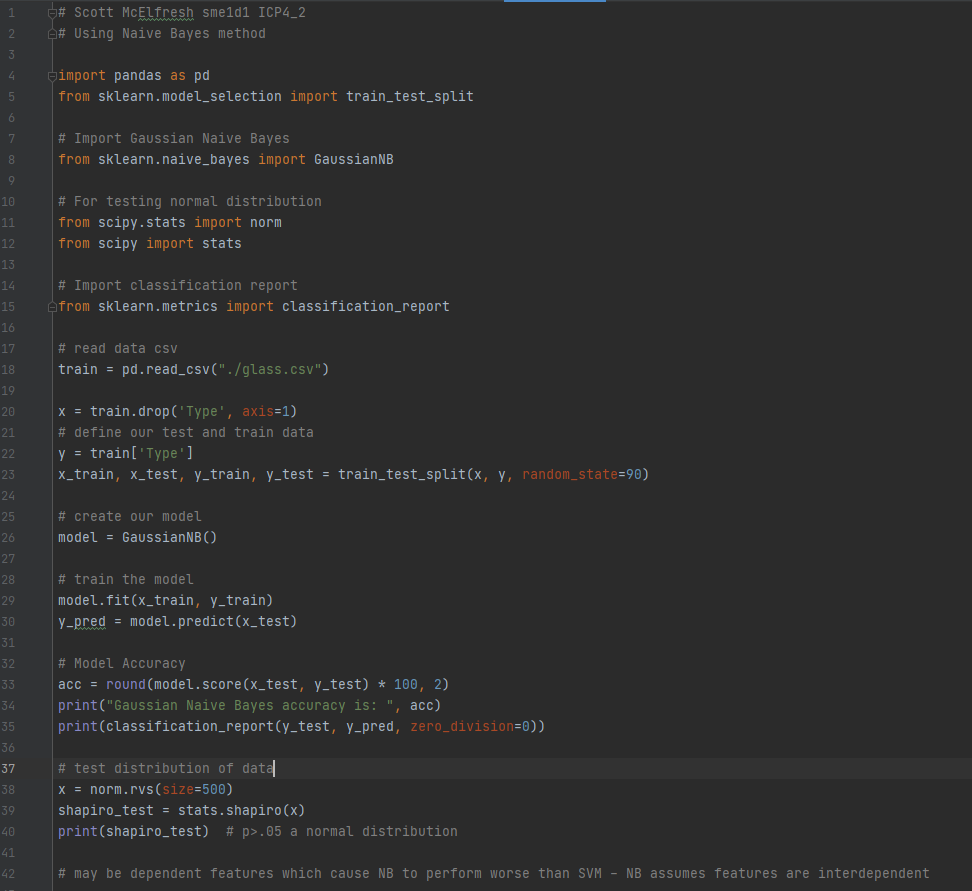 1 # Scott McElfresh sme1d1 ICP4_2
2 # Using Naive Bayes method
3
4 import pandas as pd
5 from sklearn.model_selection import train_test_split
6
7 # Import Gaussian Naive Bayes
8 from sklearn.naive_bayes import GaussianNB
9
10 # For testing normal distribution
11 from scipy.stats import norm
12 from scipy import stats
13
14 # Import classification report
15 from sklearn.metrics import classification_report
16
17 # read data csv
18 train = pd.read_csv("./glass.csv")
19
20 x = train.drop('Type', axis=1)
21 # define our test and train data
22 y = train['Type']
23 x_train, x_test, y_train, y_test = train_test_split(x, y, random_state=90)
24
25 # create our model
26 model = GaussianNB()
27
28 # train the model
29 model.fit(x_train, y_train)
30 y_pred = model.predict(x_test)
31
32 # Model Accuracy
33 acc = round(model.score(x_test, y_test) * 100, 2)
34 print("Gaussian Naive Bayes accuracy is: ", acc)
35 print(classification_report(y_test, y_pred, zero_division=0))
36
37 # test distribution of data
38 x = norm.rvs(size=500)
39 shapiro_test = stats.shapiro(x)
40 print(shapiro_test)  # p>.05 a normal distribution
41
42 # may be dependent features which cause NB to perform worse than SVM - NB assumes features are interdependent